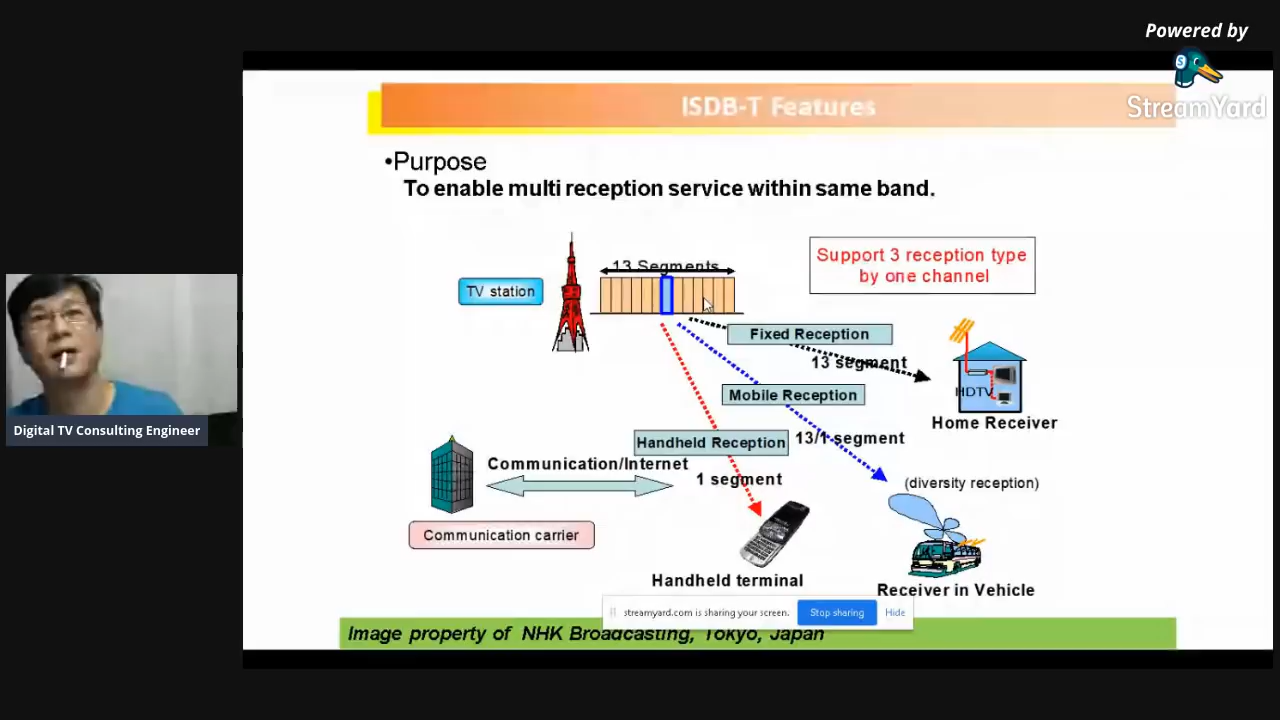 Powered by
StreamYard
ISDB-T Features
•Purpose
To enable multi reception service within same band.
13 Segments
TV station
Support 3 reception type
by one channel
Fixed Reception
13 segment
HDTV
Home Receiver
Mobile Reception
13/1 segment
Handheld Reception
1 segment
Communication/Internet
Communication carrier
(diversity reception)
Handheld terminal
Receiver in Vehicle
Digital TV Consulting Engineer
streamyard.com is sharing your screen.
Stop sharing
Hide
Image property of NHK Broadcasting, Tokyo, Japan